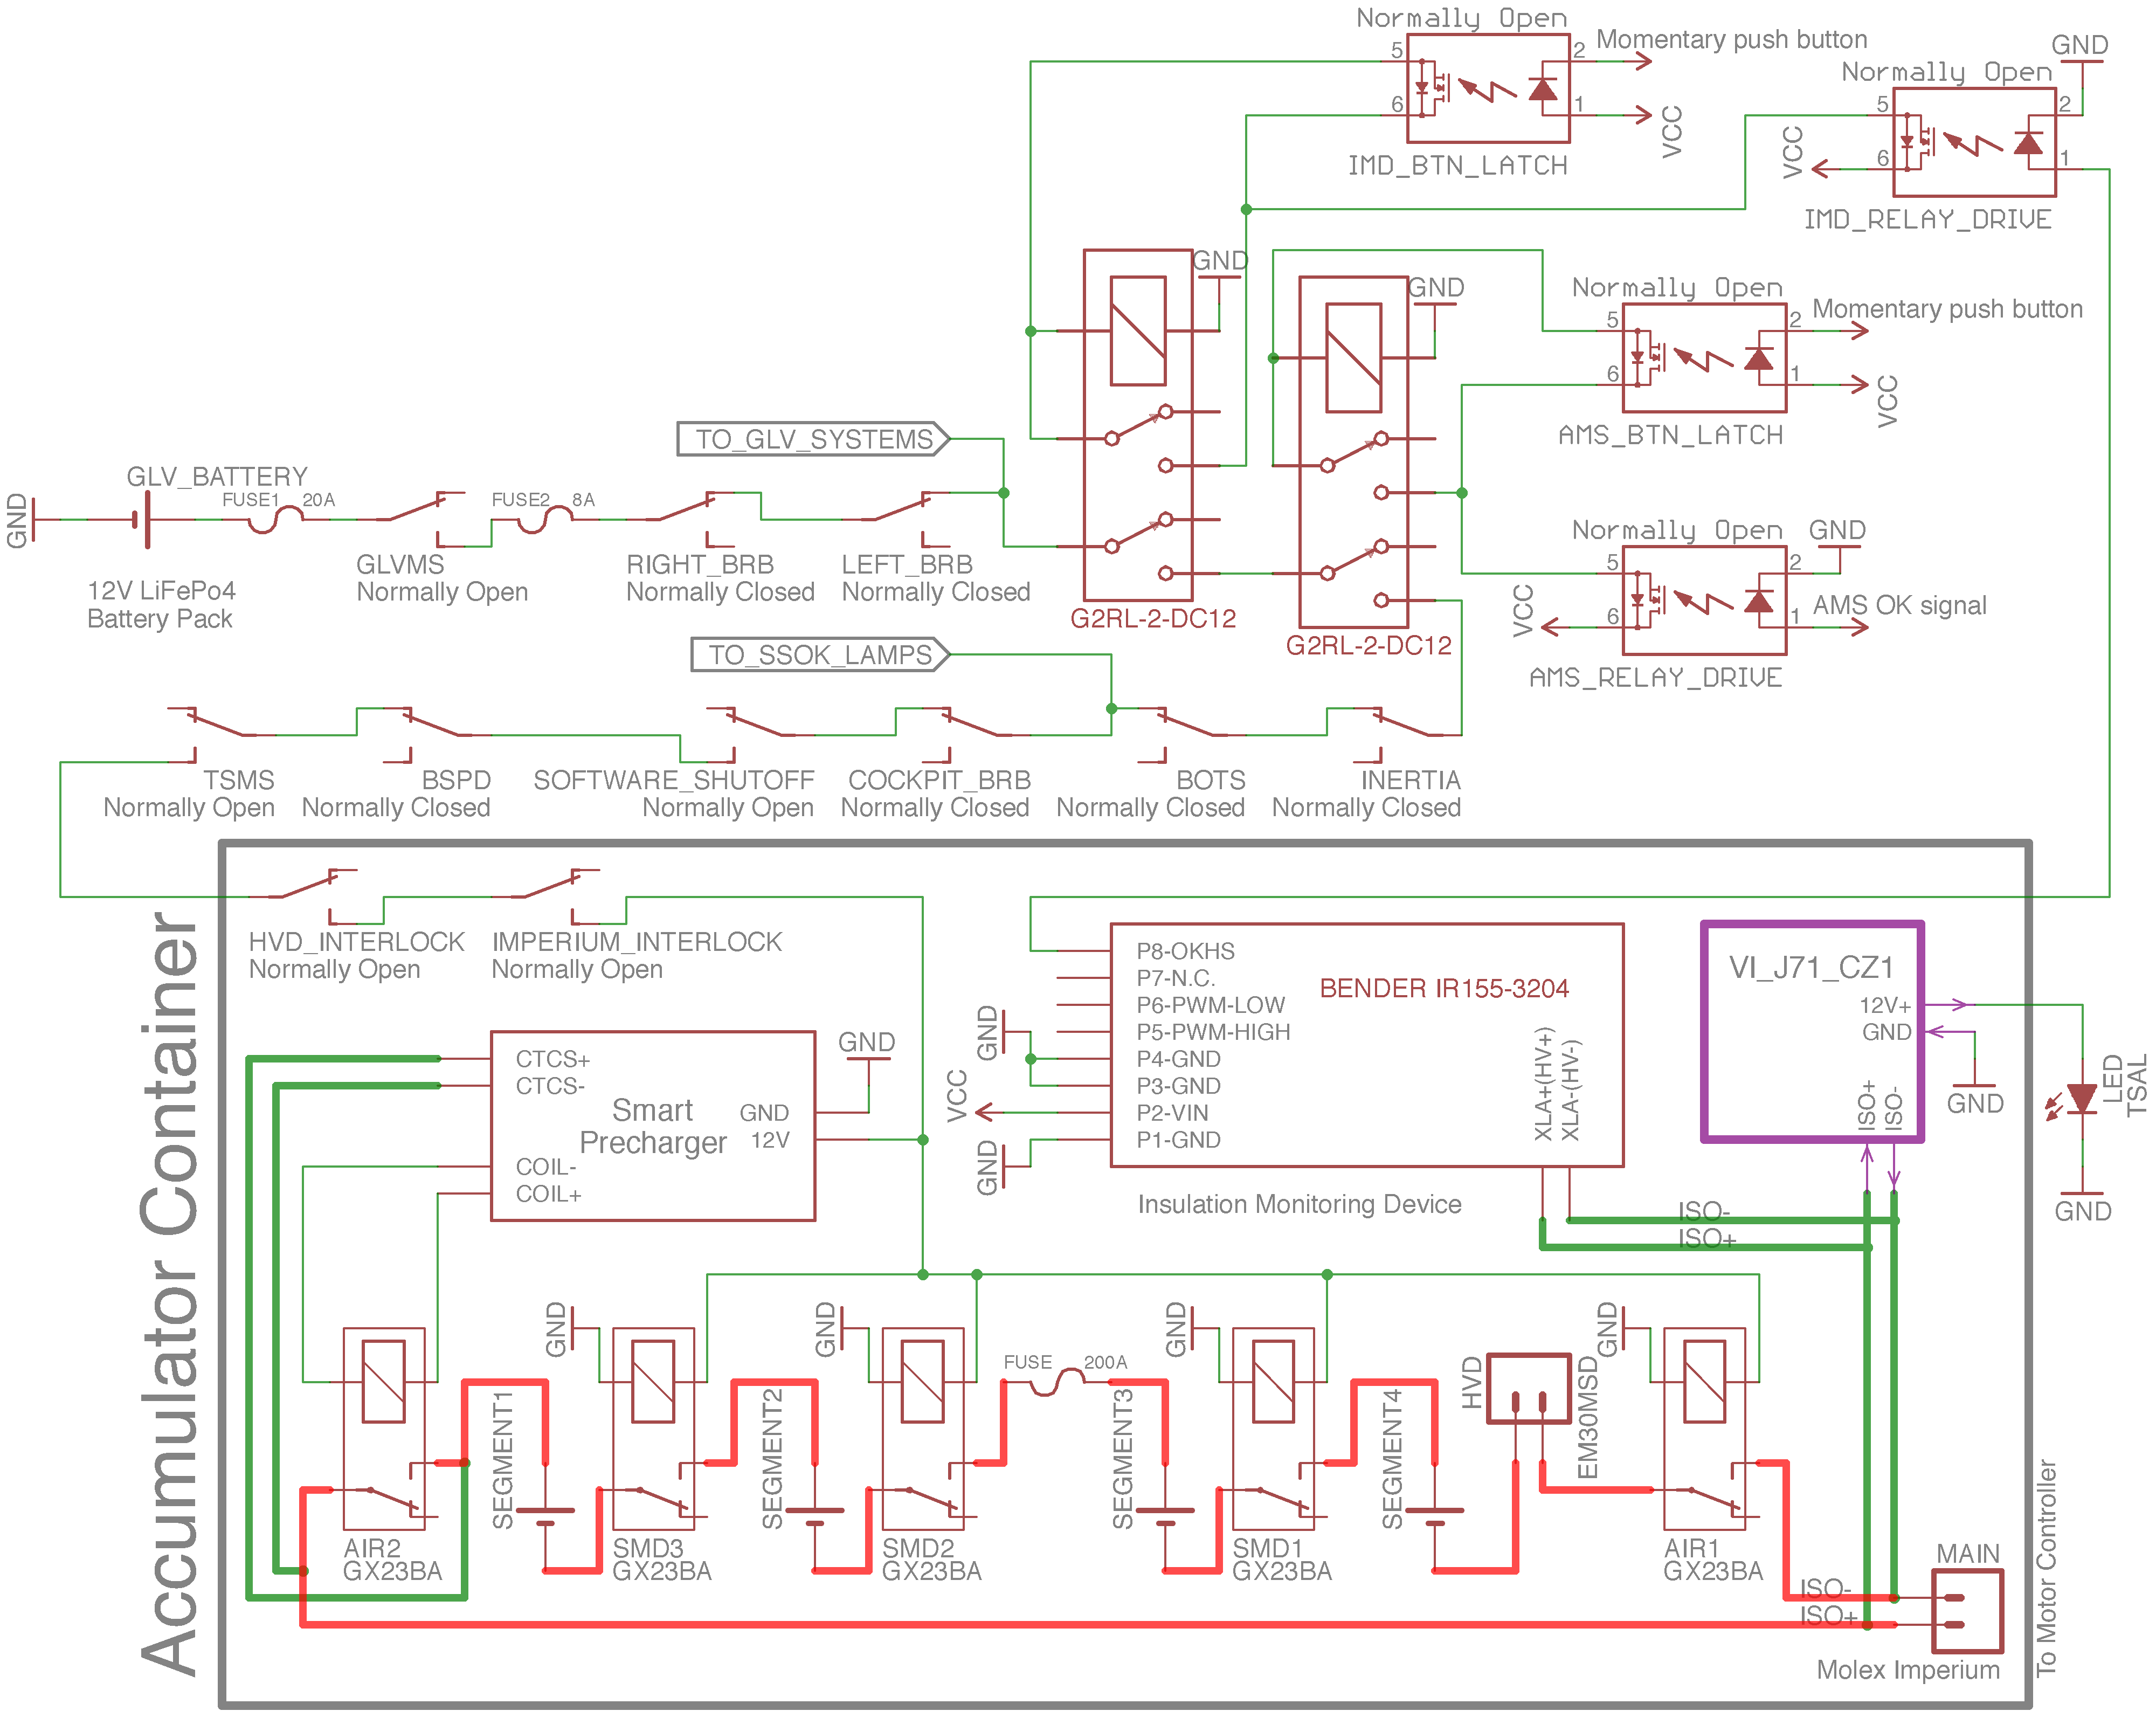 Normally Open
5
2
Momentary push button
6
1
VCC
IMD_BTN_LATCH
GND
Normally Open
5
2
VCC
6
1
IMD_RELAY_DRIVE
GND
GND
Normally Open
5
2
Momentary push button
6
1
VCC
AMS_BTN_LATCH
TO_GLV_SYSTEMS
GLV_BATTERY
FUSE1
20A
FUSE2
8A
GND
12V LiFePo4
Battery Pack
GLVMS
Normally Open
RIGHT_BRB
Normally Closed
LEFT_BRB
Normally Closed
G2RL-2-DC12
G2RL-2-DC12
Normally Open
GND
5
2
VCC
6
1
AMS OK signal
AMS_RELAY_DRIVE
TO_SSOK_LAMPS
TSMS
Normally Open
BSPD
Normally Closed
SOFTWARE_SHUTOFF
Normally Open
COCKPIT_BRB
Normally Closed
BOTS
Normally Closed
INERTIA
Normally Closed
Accumulator Container
HVD_INTERLOCK
Normally Open
IMPERIUM_INTERLOCK
Normally Open
CTCS+
CTCS-
COIL-
COIL+
Smart
Precharger
GND
12V
GND
GND
VCC
GND
P8-OKHS
P7-N.C.
P6-PWM-LOW
P5-PWM-HIGH
P4-GND
P3-GND
P2-VIN
P1-GND
BENDER IR155-3204
XLA+(HV+)
XLA-(HV-)
Insulation Monitoring Device
VI_J71_CZ1
12V+
GND
ISO+
ISO-
GND
LED
TSAL
GND
ISO-
ISO+
AIR2
GX23BA
SEGMENT1
GND
SMD3
GX23BA
SEGMENT2
GND
SMD2
GX23BA
FUSE
200A
SEGMENT3
GND
SMD1
GX23BA
SEGMENT4
HVD
EM30MSD
GND
AIR1
GX23BA
ISO-
ISO+
MAIN
Molex Imperium
To Motor Controller